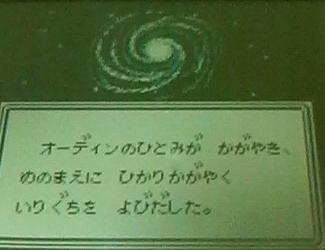 オーディンのひとみが かがやき、
めのまえに ひかりかがやく
いりぐちを よびだした。